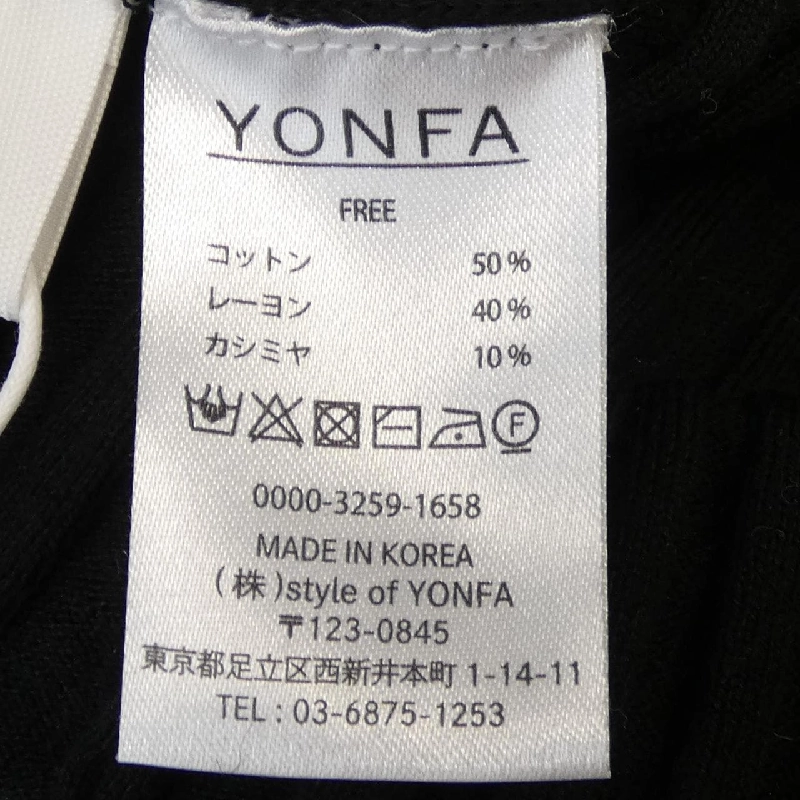 YONFA
FREE
コットン 50%
レーヨン 40%
カシミヤ 10%
F
0000-3259-1658
MADE IN KOREA
(株)style of YONFA
〒123-0845
東京都足立区西新井本町 1-14-11
TEL : 03-6875-1253